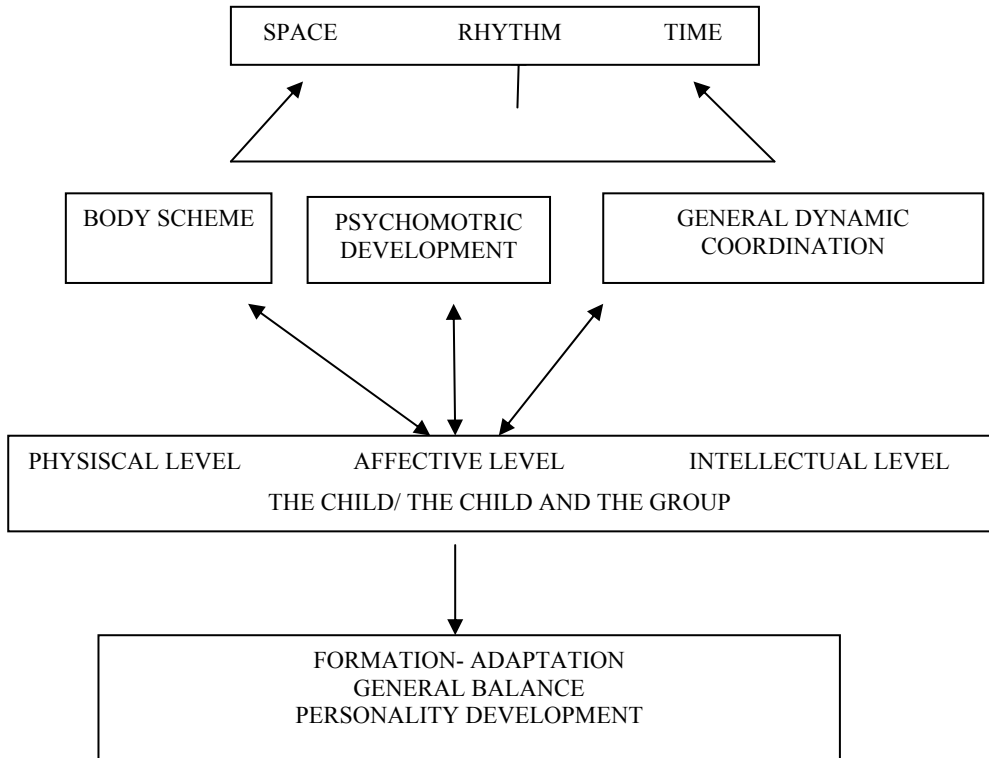 SPACE RHYTHM TIME
BODY SCHEME
PSYCHOMOTRIC
DEVELOPMENT
GENERAL DYNAMIC
COORDINATION
PHYSISCAL LEVEL AFFECTIVE LEVEL INTELLECTUAL LEVEL
THE CHILD/ THE CHILD AND THE GROUP
FORMATION- ADAPTATION
GENERAL BALANCE
PERSONALITY DEVELOPMENT